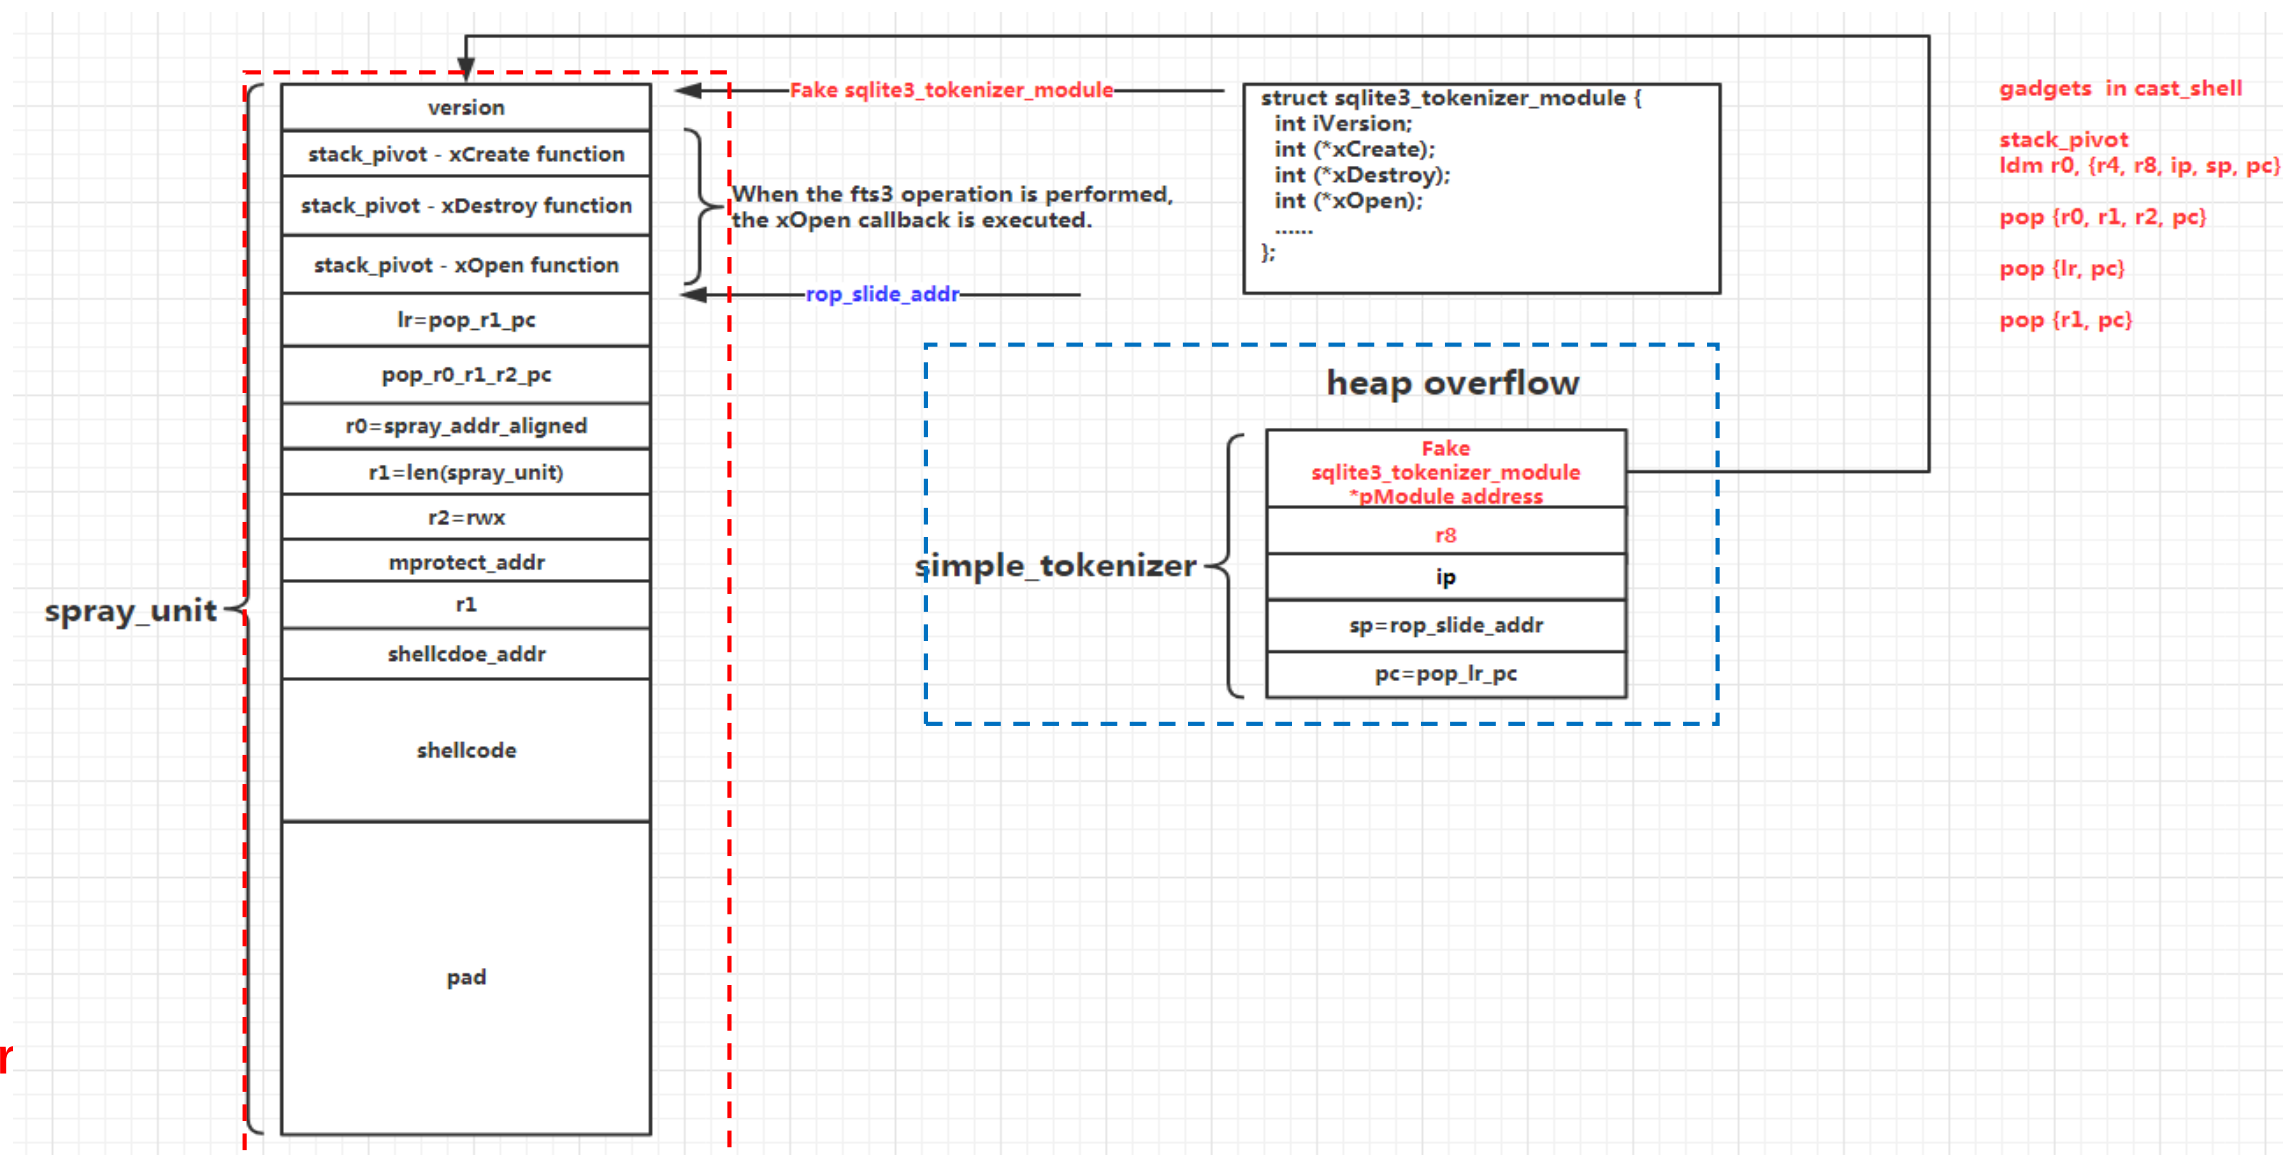 version
stack_pivot - xCreate function
stack_pivot - xDestroy function
stack_pivot - xOpen function
lr=pop_r1_pc
pop_r0_r1_r2_pc
r0=spray_addr_aligned
r1=len(spray_unit)
r2=rwx
mprotect_addr
r1
shellcdoe_addr
shellcode
pad
spray_unit
r
Fake sqlite3_tokenizer_module
When the fts3 operation is performed,
the xOpen callback is executed.
rop_slide_addr
struct sqlite3_tokenizer_module {
int iVersion;
int (*xCreate);
int (*xDestroy);
int (*xOpen);
......
};
heap overflow
Fake
sqlite3_tokenizer_module
*pModule address
r8
ip
sp=rop_slide_addr
pc=pop_lr_pc
simple_tokenizer
gadgets in cast_shell
stack_pivot
ldm r0, {r4, r8, ip, sp, pc}
pop {r0, r1, r2, pc}
pop {lr, pc}
pop {r1, pc}